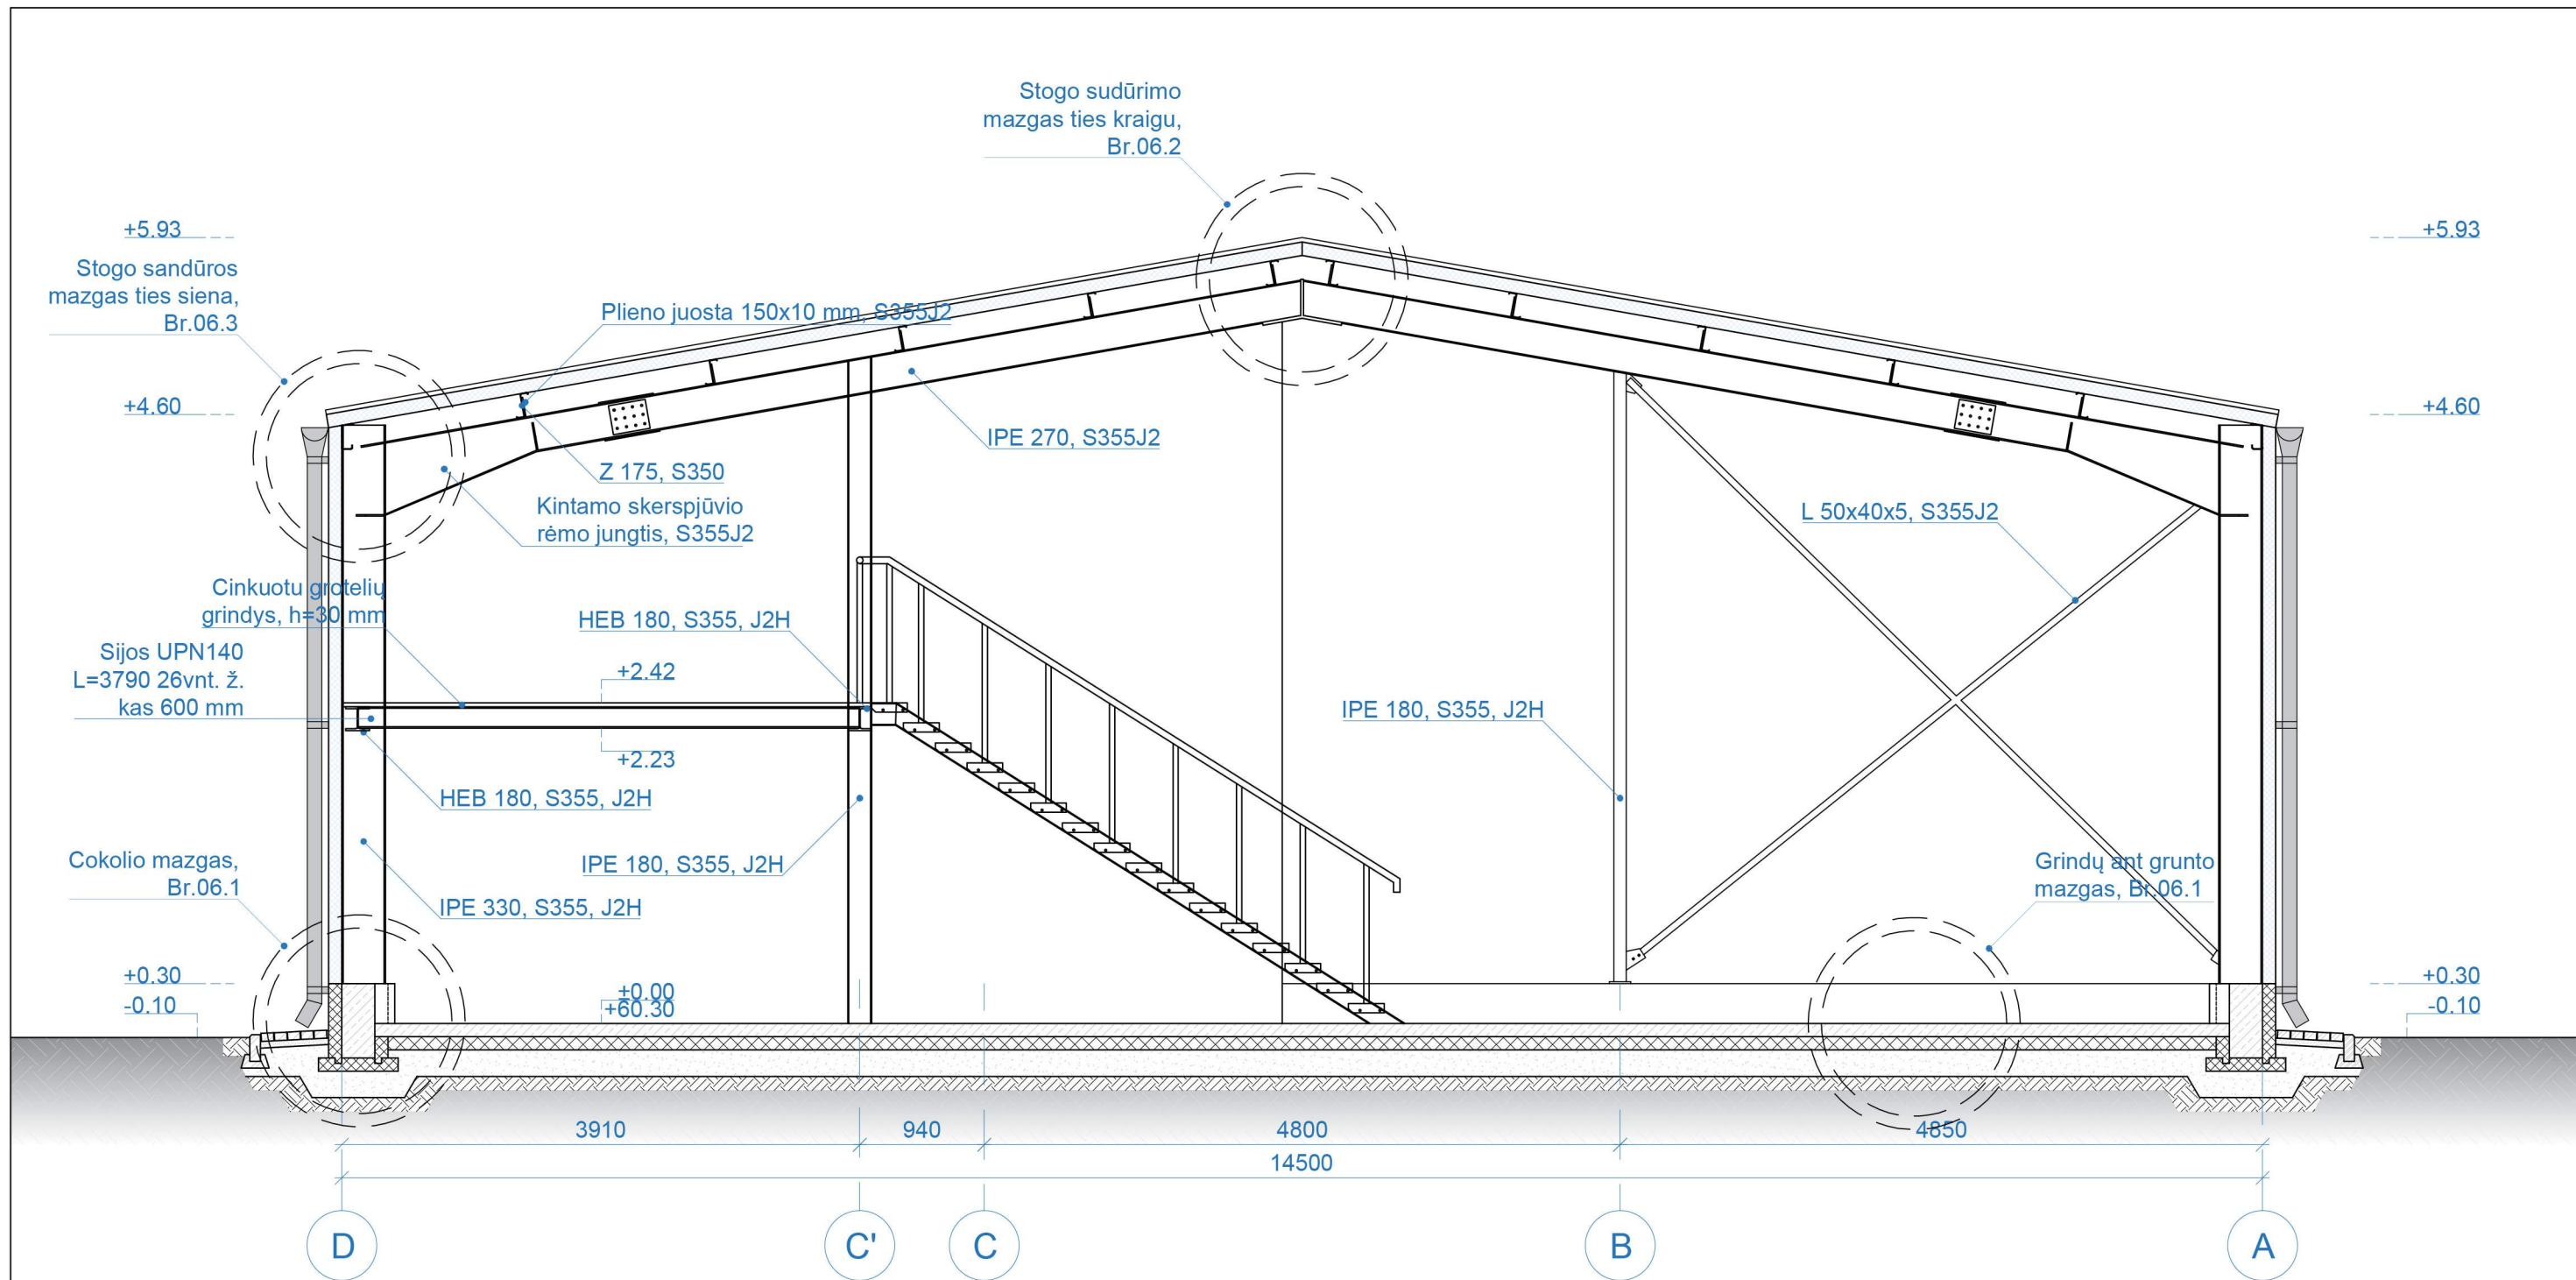 Stogo sudūrimo
mazgas ties kraigu,
Br.06.2
+5.93
+5.93
Stogo sandūros
mazgas ties siena,
Br.06.3
Plieno juosta 150x10 mm, S355J2
+4.60
+4.60
IPE 270, S355J2
Z 175, S350
Kintamo skerspjūvio
rėmo jungtis, S355J2
L 50x40x5, S355J2
Cinkuotu grotelių
grindys, h=30 mm
HEB 180, S355, J2H
Sijos UPN140
L=3790 26vnt. ž.
kas 600 mm
+2.42
IPE 180, S355, J2H
+2.23
HEB 180, S355, J2H
Cokolio mazgas,
Br.06.1
IPE 180, S355, J2H
Grindų ant grunto
mazgas, Br.06.1
IPE 330, S355, J2H
+0.30
-0.10
±0.00
+60.30
+0.30
-0.10
3910
940
4800
4850
14500
D
C'
C
B
A